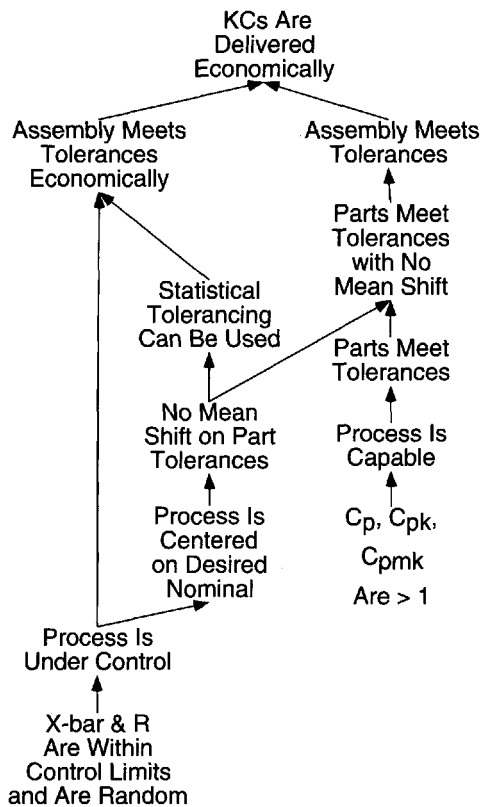 KCs Are
Delivered
Economically
Assembly Meets
Tolerances
Economically
Assembly Meets
Tolerances
Parts Meet
Tolerances
with No
Mean Shift
Statistical
Tolerancing
Can Be Used
Parts Meet
Tolerances
No Mean
Shift on Part
Tolerances
Process Is
Capable
Process Is
Centered
on Desired
Nominal
Cp, Cpk,
Cpmk
Are > 1
Process Is
Under Control
X-bar & R
Are Within
Control Limits
and Are Random